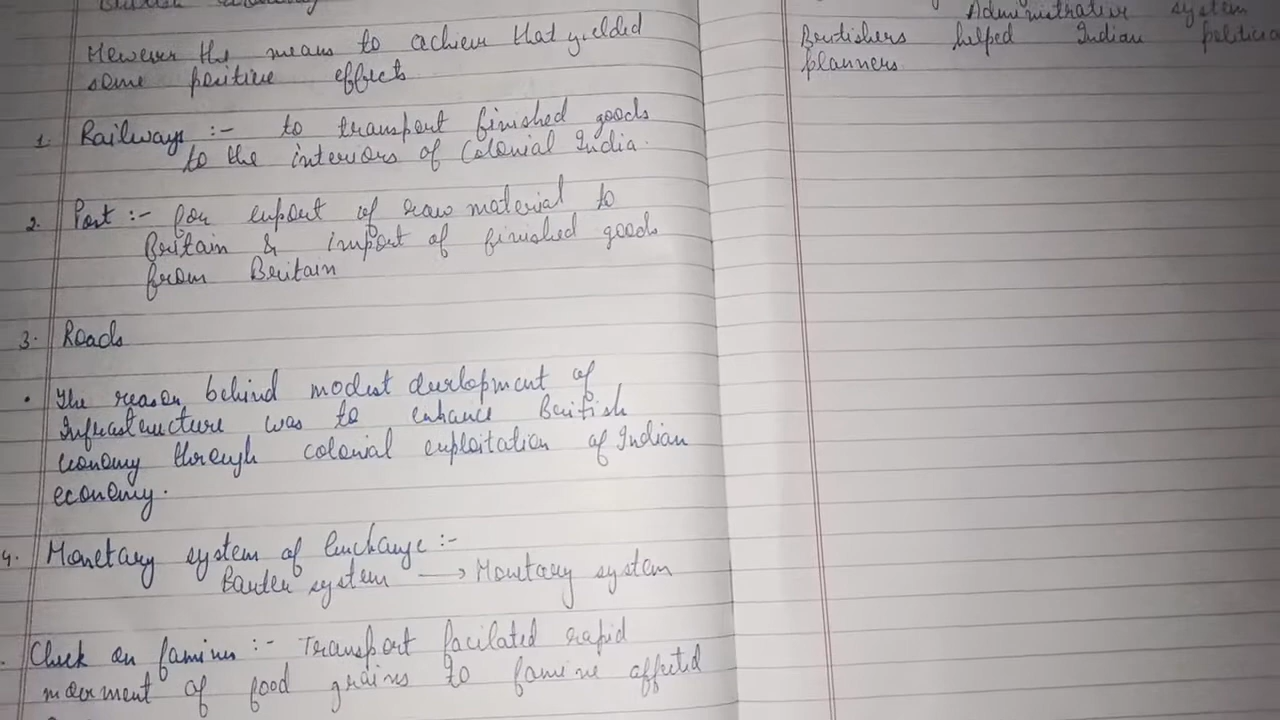 However the means to achieve that yielded
some positive effects
1. Railways :- to transport finished goods
to the interiors of Colonial India.
2. Port :- for export of raw material to
Britain & import of finished goods
from Britain
3. Roads
• The reason behind modest development of
Infrastructure was to enhance British
economy through colonial exploitation of Indian
economy.
4. Monetary system of Exchange :-
Barter system → Monetary system
Check on famines :- Transport facilated rapid
movement of food grains to famine affected
Administrative system
Britishers helped Indian
planners